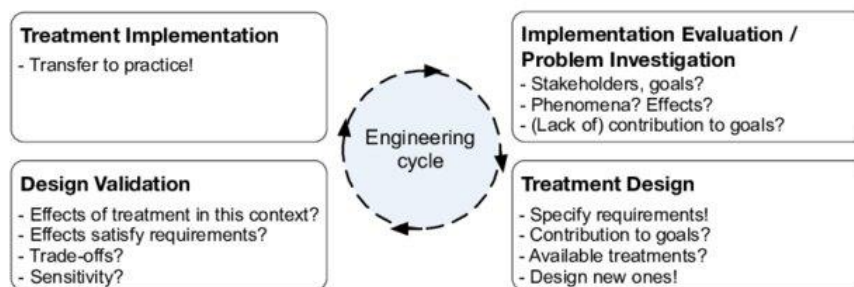 Treatment Implementation
- Transfer to practice!
Implementation Evaluation /
Problem Investigation
- Stakeholders, goals?
- Phenomena? Effects?
- (Lack of) contribution to goals?
Engineering
cycle
Design Validation
- Effects of treatment in this context?
- Effects satisfy requirements?
- Trade-offs?
- Sensitivity?
Treatment Design
- Specify requirements!
- Contribution to goals?
- Available treatments?
- Design new ones!